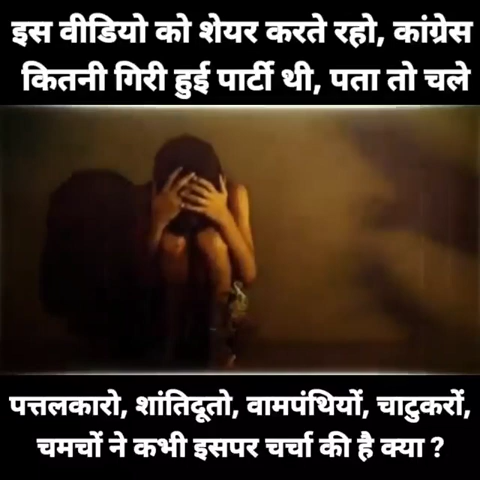 इस वीडियो को शेयर करते रहो, कांग्रेस
कितनी गिरी हुई पार्टी थी, पता तो चले
पत्तलकारो, शांतिदूतो, वामपंथियों, चाटुकरों,
चमचों ने कभी इसपर चर्चा की है क्या ?